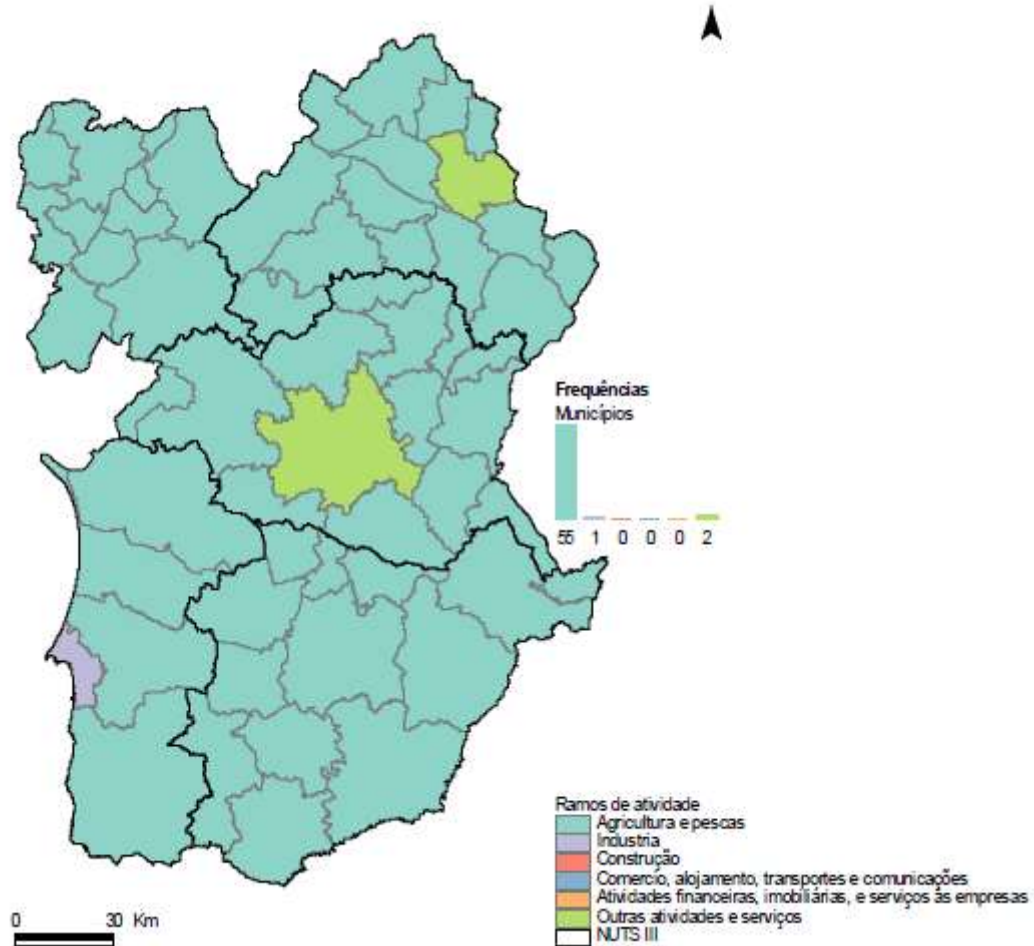 Frequências
Municípios
55 1 0 0 0 2
Ramos de atividade
Agricultura e pescas
Industria
Construção
Comercio, alojamento, transportes e comunicações
Atividades financeiras, imobiliárias, e serviços às empresas
Outras atividades e serviços
NUTS III
0 30 Km